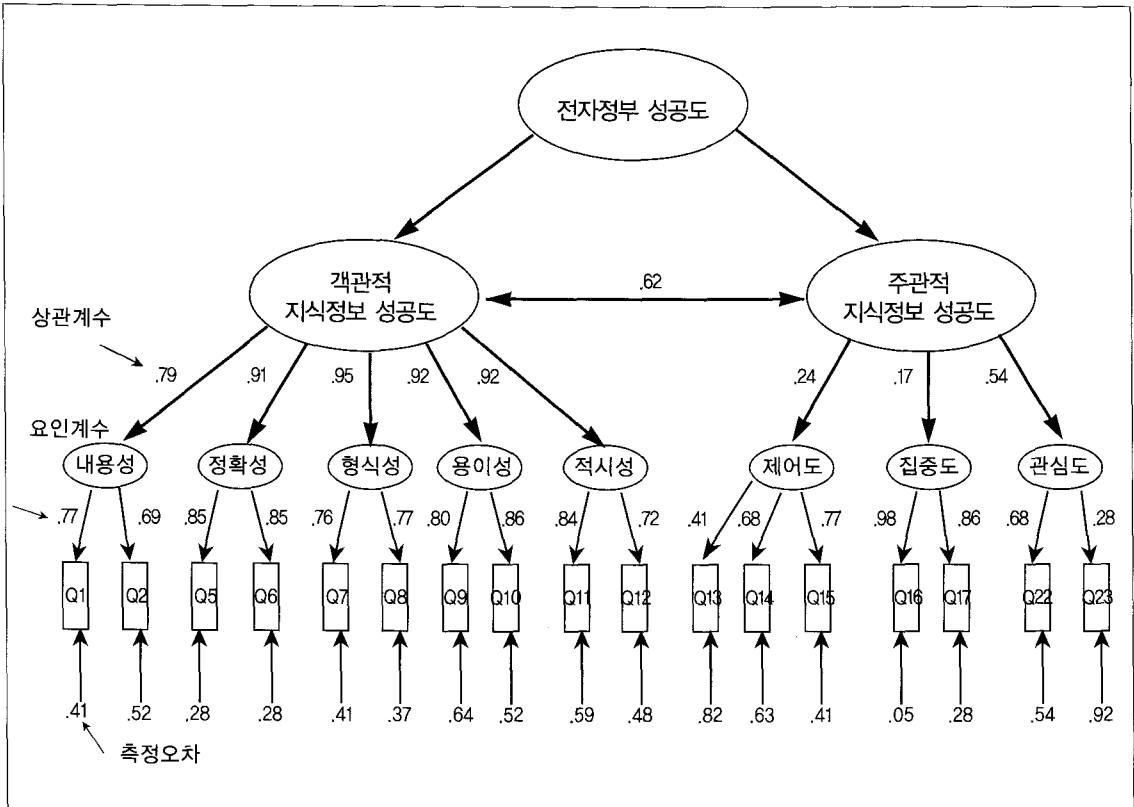 전자정부 성공도
객관적
지식정보 성공도
.62
주관적
지식정보 성공도
상관계수
.79 .91 .95 .92 .92 .24 .17 .54
요인계수
내용성 정확성 형식성 용이성 적시성 제어도 집중도 관심도
.77 .69 .85 .85 .76 .77 .80 .86 .84 .72 .41 .68 .77 .98 .86 .68 .28
Q1 Q2 Q5 Q6 Q7 Q8 Q9 Q10 Q11 Q12 Q13 Q14 Q15 Q16 Q17 Q22 Q23
.41 .52 .28 .28 .41 .37 .64 .52 .59 .48 .82 .63 .41 .05 .28 .54 .92
측정오차